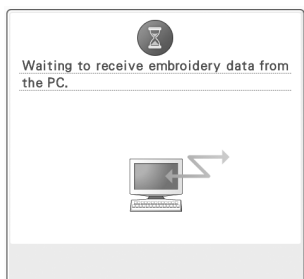 Waiting to receive embroidery data from
the PC.